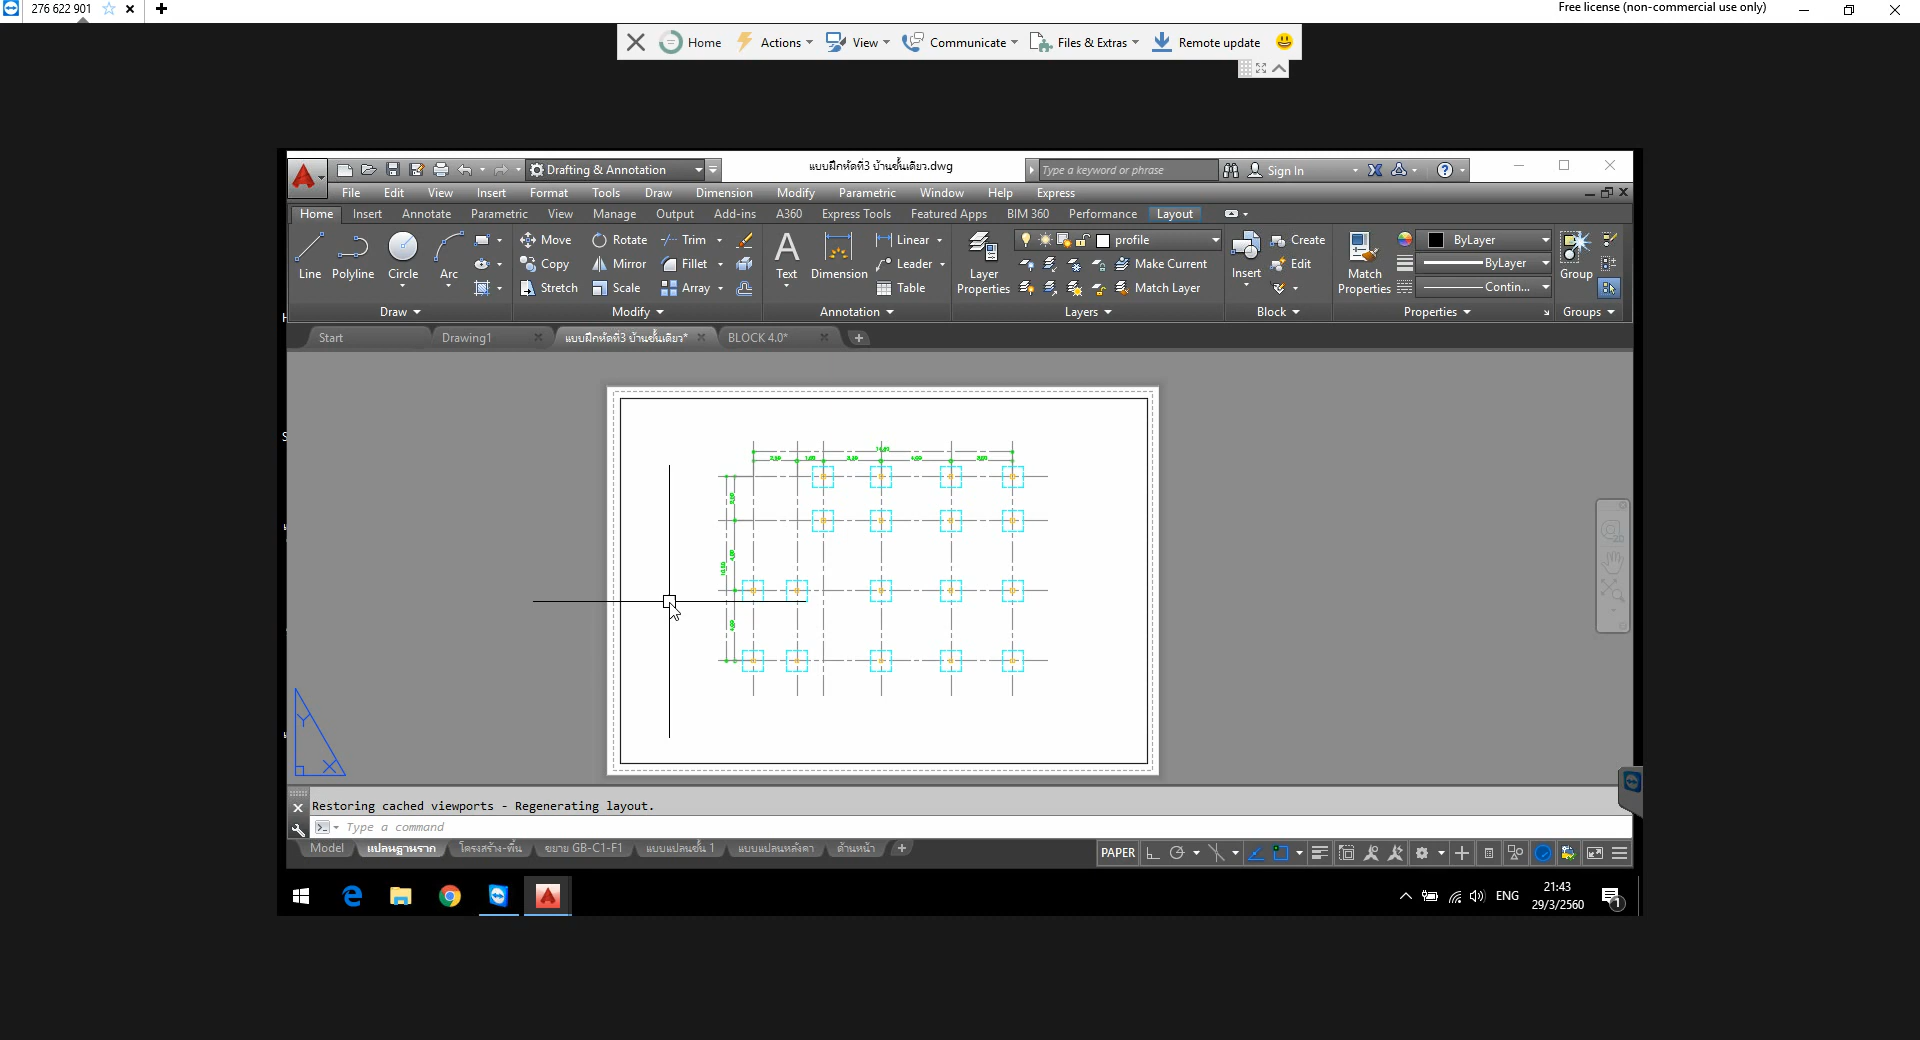 276 622 901
Free license (non-commercial use only)
Home Actions View Communicate Files & Extras Remote update
Drafting & Annotation
แบบฝึกหัดที่3 บ้านชั้นเดียว.dwg
Type a keyword or phrase
Sign In
File Edit View Insert Format Tools Draw Dimension Modify Parametric Window Help Express
Home Insert Annotate Parametric View Manage Output Add-ins A360 Express Tools Featured Apps BIM 360 Performance Layout
Move Rotate Trim Linear profile Create ByLayer
Line Polyline Circle Arc Copy Mirror Fillet Text Dimension Leader Layer Properties Make Current Insert Edit Match Properties ByLayer Group
Stretch Scale Array Table Match Layer Contin...
Draw Modify Annotation Layers Block Properties Groups
Start Drawing1 แบบฝึกหัดที่3 บ้านชั้นเดียว* BLOCK 4.0*
4.00
Y
X
Restoring cached viewports - Regenerating layout.
Type a command
Model แปลนฐานราก โครงสร้าง-พื้น ขยาย GB-C1-F1 แบบแปลนชั้น 1 แบบแปลนหลังคา ด้านหน้า
PAPER
ENG
21:43
29/3/2560
1